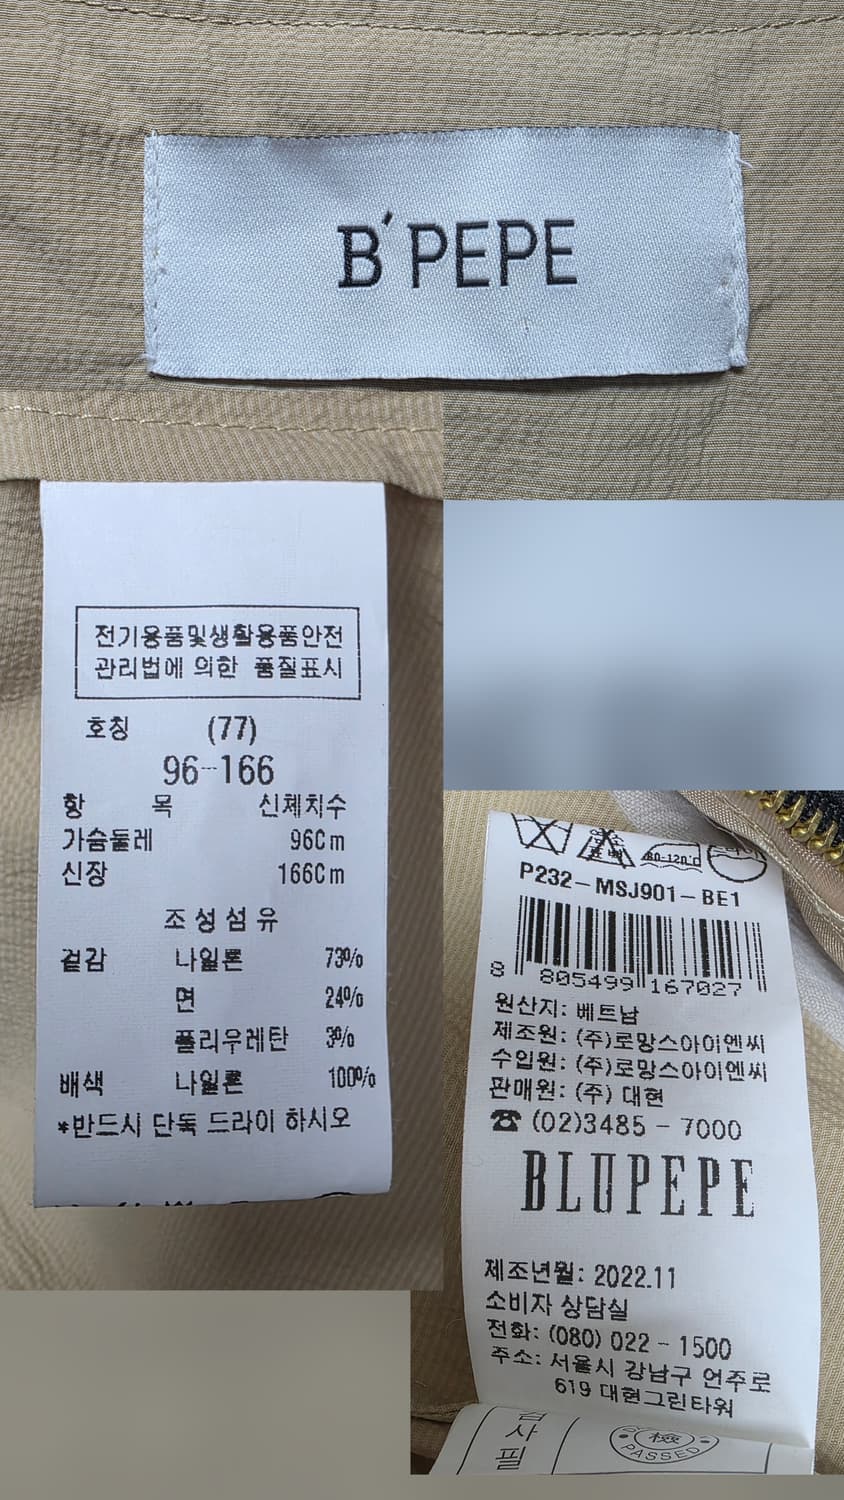 B'PEPE
전기용품및생활용품안전
관리법에 의한 품질표시
호칭 (77)
96-166
항 목 신체치수
가슴둘레 96Cm
신장 166Cm
조성섬유
겉감 나일론 73%
면 24%
폴리우레탄 3%
배색 나일론 100%
*반드시 단독 드라이 하시오
80-120℃
P232-MSJ901-BE1
8 805499 167027
원산지: 베트남
제조원: (주)로망스아이엔씨
수입원: (주)로망스아이엔씨
판매원: (주) 대현
☎ (02)3485-7000
BLUPEPE
제조년월: 2022.11
소비자 상담실
전화: (080) 022-1500
주소: 서울시 강남구 언주로
619 대현그린타워
검사필
檢
PASSED